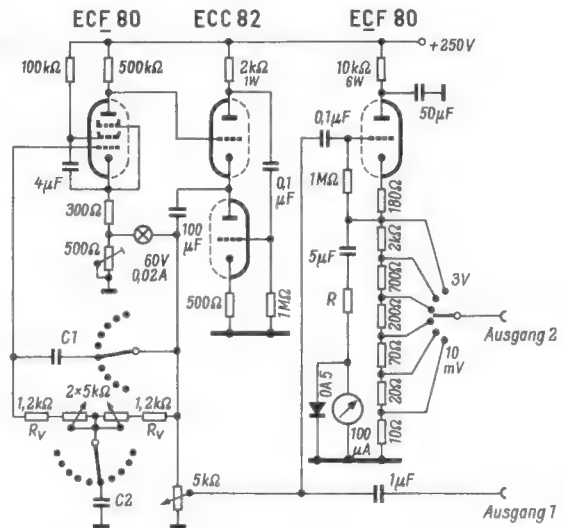 ECF 80
ECC 82
ECF 80
+250V
100kΩ
500kΩ
2kΩ
1W
10kΩ
6W
50µF
0,1µF
1MΩ
4µF
300Ω
500Ω
60V
0,02A
100
µF
0,1
µF
500Ω
1MΩ
180Ω
2kΩ
700Ω
200Ω
70Ω
20Ω
10Ω
5µF
R
3V
10
mV
Ausgang 2
C1
0A5
100
µA
1,2kΩ
2×5kΩ
1,2kΩ
RV
RV
C2
5kΩ
1µF
Ausgang 1